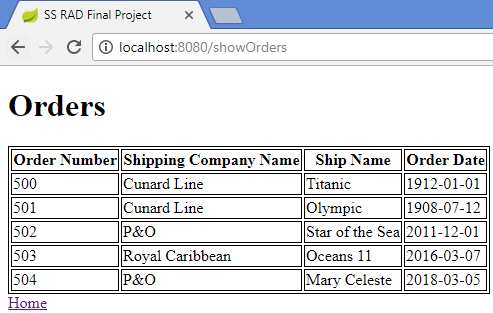 SS RAD Final Project
localhost:8080/showOrders
Orders
Order Number Shipping Company Name Ship Name Order Date
500 Cunard Line Titanic 1912-01-01
501 Cunard Line Olympic 1908-07-12
502 P&O Star of the Sea 2011-12-01
503 Royal Caribbean Oceans 11 2016-03-07
504 P&O Mary Celeste 2018-03-05
Home